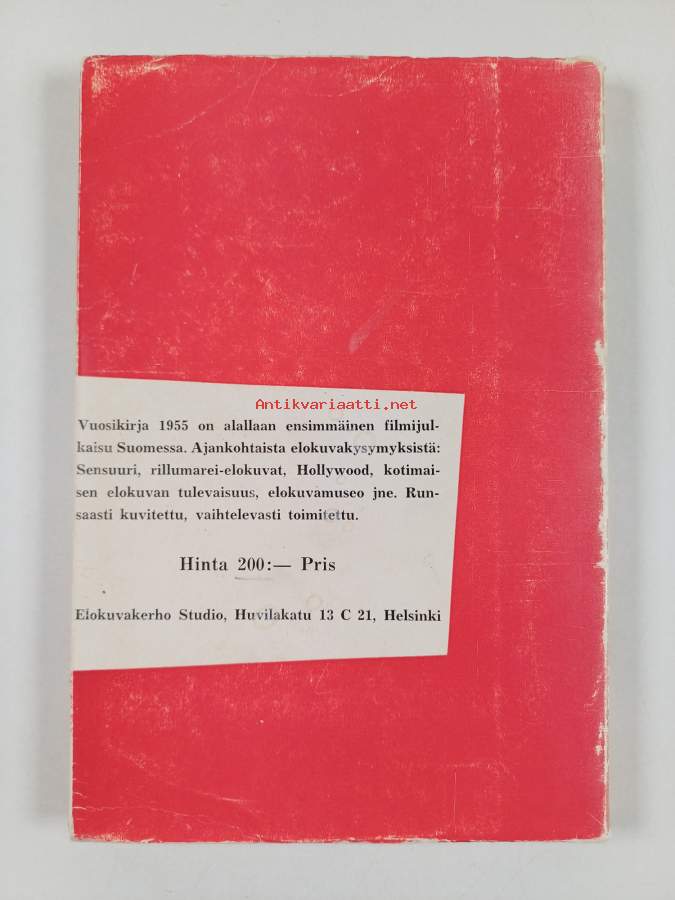 Antikvariaatti.net
Vuosikirja 1955 on alallaan ensimmäinen filmijul-
kaisu Suomessa. Ajankohtaista elokuvakysymyksistä:
Sensuuri, rillumarei-elokuvat, Hollywood, kotimai-
sen elokuvan tulevaisuus, elokuvamuseo jne. Run-
saasti kuvitettu, vaihtelevasti toimitettu.
Hinta 200:— Pris
Elokuvakerho Studio, Huvilakatu 13 C 21, Helsinki